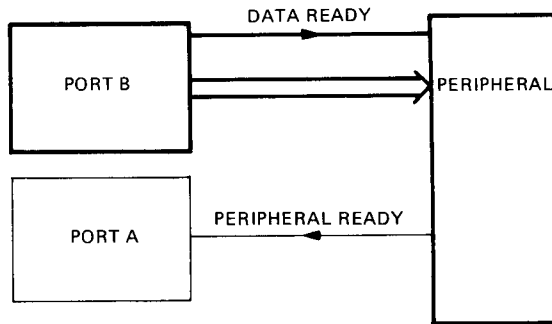 DATA READY
PORT B
PERIPHERAL
PERIPHERAL READY
PORT A